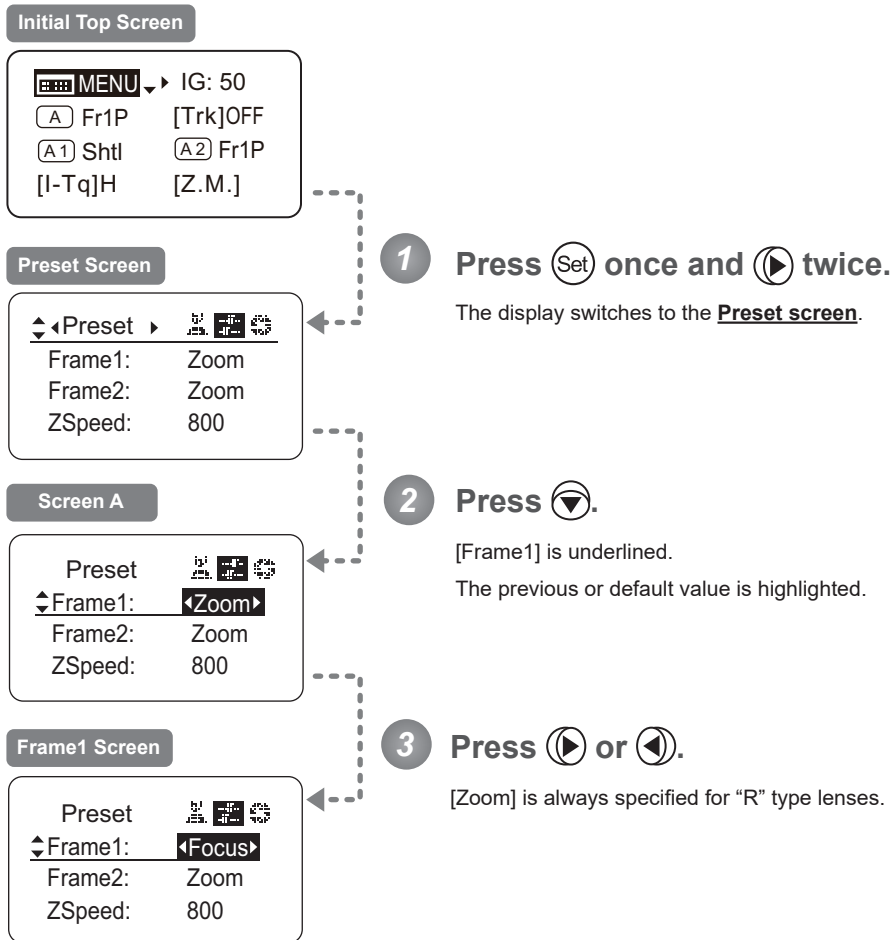 Initial Top Screen
MENU IG: 50
A Fr1P [Trk]OFF
A1 Shtl A2 Fr1P
[I-Tq]H [Z.M.]
1 Press Set once and twice.
The display switches to the Preset screen.
Preset Screen
Preset
Frame1: Zoom
Frame2: Zoom
ZSpeed: 800
2 Press .
[Frame1] is underlined.
The previous or default value is highlighted.
Screen A
Preset
Frame1: Zoom
Frame2: Zoom
ZSpeed: 800
3 Press or .
[Zoom] is always specified for “R” type lenses.
Frame1 Screen
Preset
Frame1: Focus
Frame2: Zoom
ZSpeed: 800